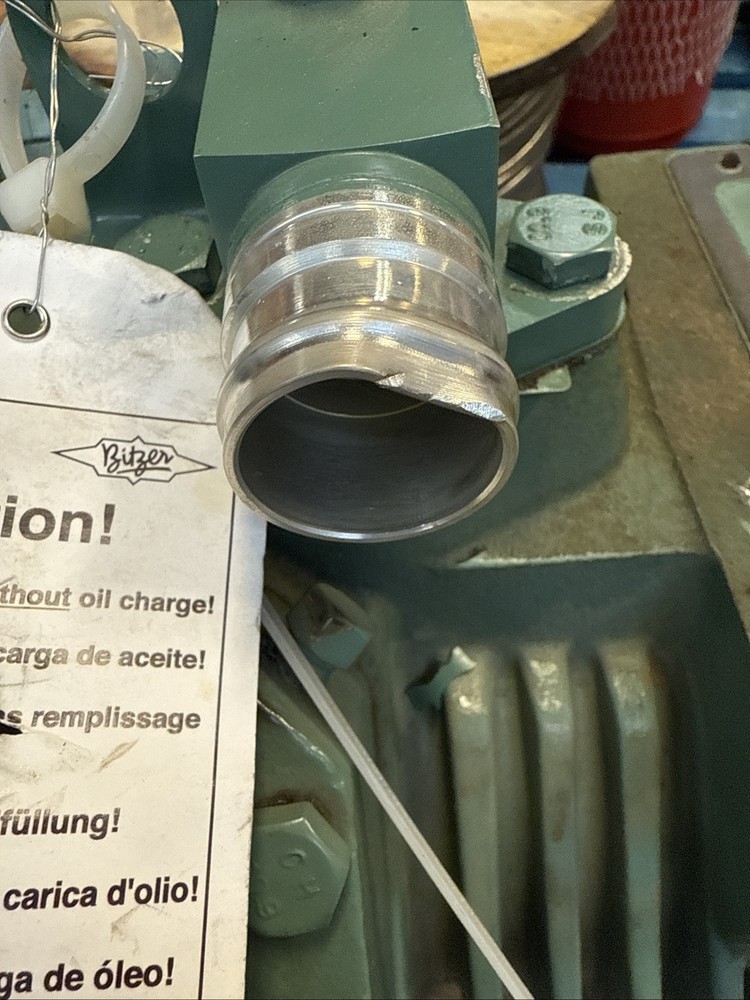 Bitzer
ion!
thout oil charge!
carga de aceite!
s remplissage
füllung!
carica d'olio!
ga de óleo!